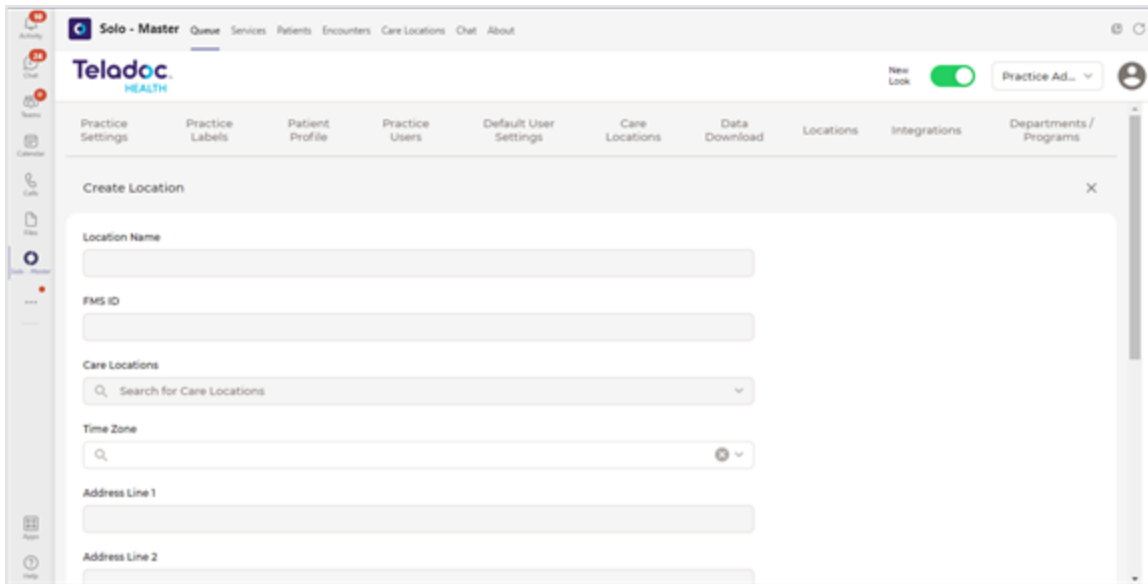 Activity
Solo - Master Queue Services Patients Encounters Care Locations Chat About
Chat
Teladoc.
HEALTH
New
Look
Practice Ad...
Teams
Calendar
Calls
Files
Solo - Master
Practice
Settings
Practice
Labels
Patient
Profile
Practice
Users
Default User
Settings
Care
Locations
Data
Download
Locations
Integrations
Departments /
Programs
Create Location
Location Name
FMS ID
Care Locations
Search for Care Locations
Time Zone
Address Line 1
Address Line 2
Apps
Help